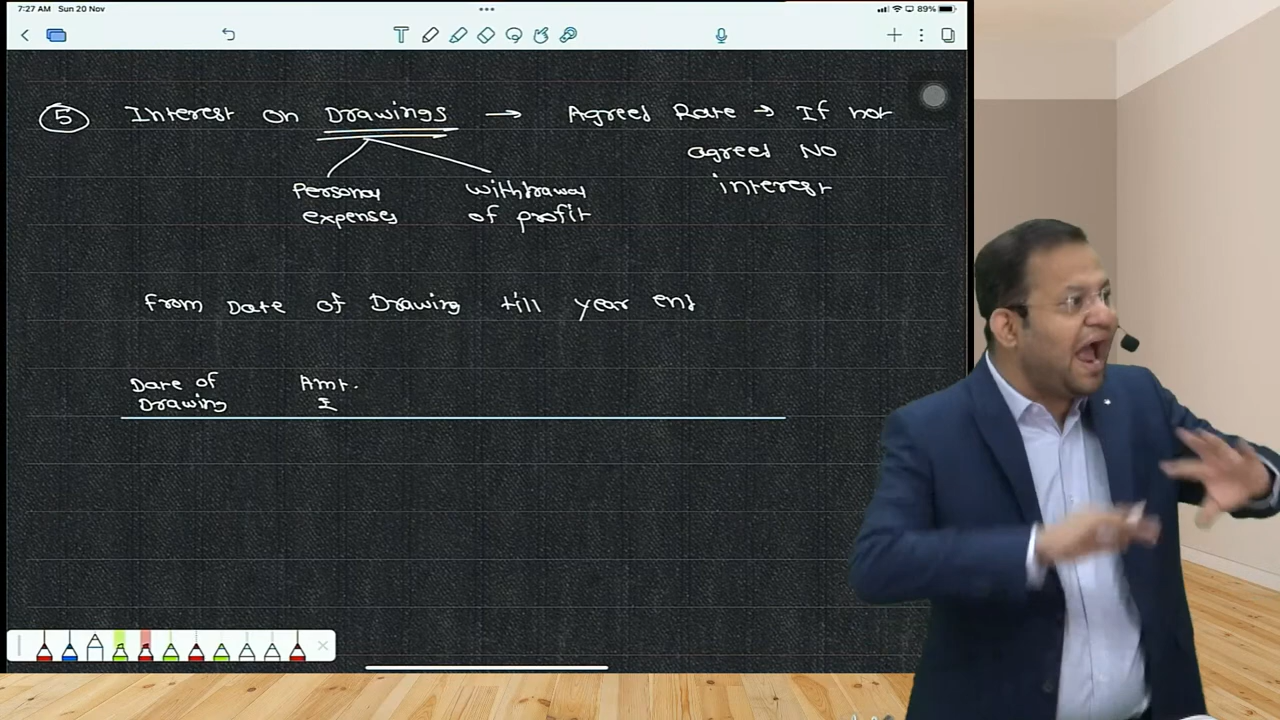 7:27 AM Sun 20 Nov
89%
5 Interest on Drawings → Agreed Rate → If not
agreed No
interest
Personal withdrawal
expenses of profit
From Date of Drawing till year end
Date of Amt.
Drawing ₹